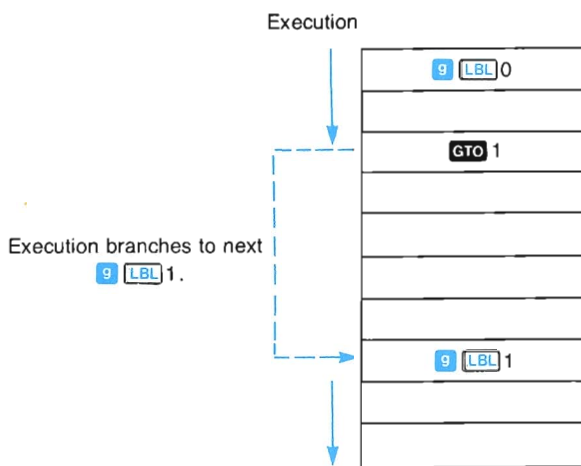 Execution
g LBL 0
GTO 1
Execution branches to next
g LBL 1.
g LBL 1